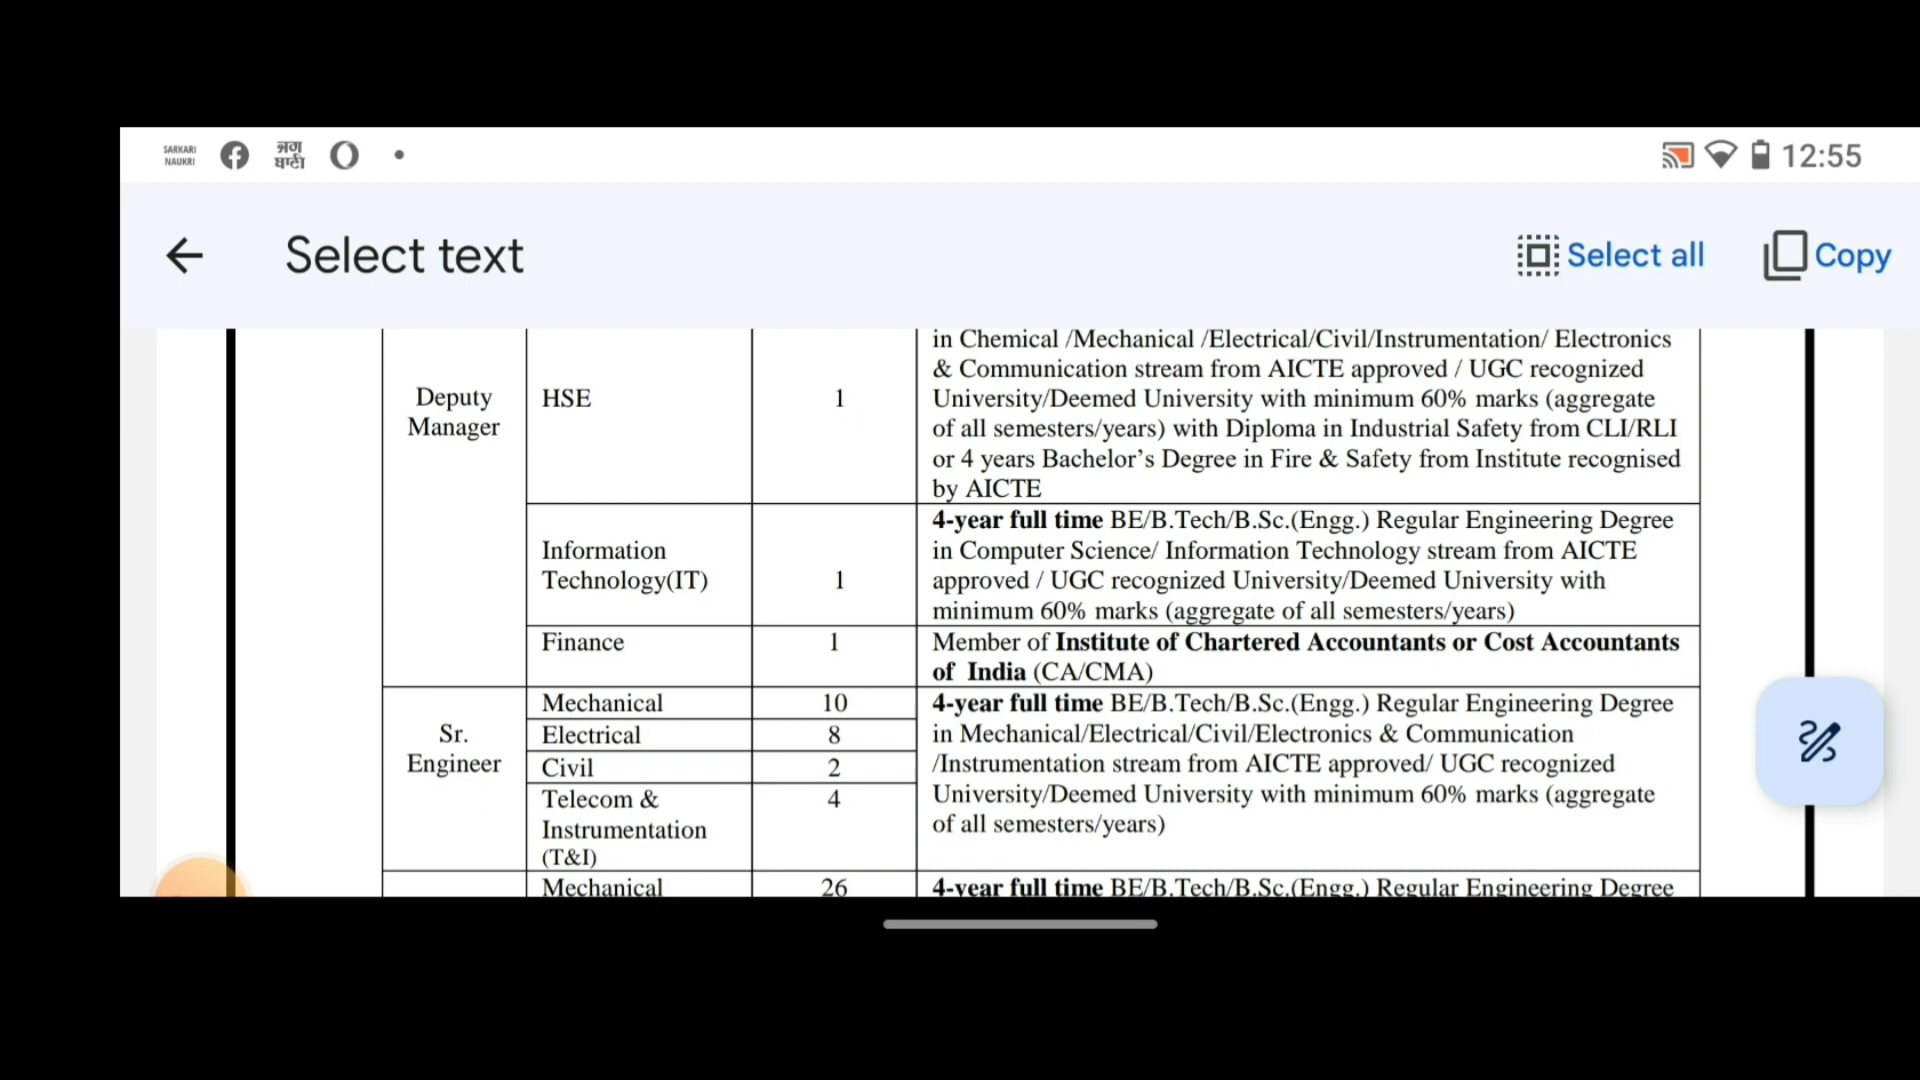 SARKARI
NAUKRI
ਜਗ
ਬਾਣੀ
12:55
Select text
Select all
Copy
in Chemical /Mechanical /Electrical/Civil/Instrumentation/ Electronics
& Communication stream from AICTE approved / UGC recognized
Deputy
Manager
HSE
1
University/Deemed University with minimum 60% marks (aggregate
of all semesters/years) with Diploma in Industrial Safety from CLI/RLI
or 4 years Bachelor’s Degree in Fire & Safety from Institute recognised
by AICTE
Information
Technology(IT)
1
4-year full time BE/B.Tech/B.Sc.(Engg.) Regular Engineering Degree
in Computer Science/ Information Technology stream from AICTE
approved / UGC recognized University/Deemed University with
minimum 60% marks (aggregate of all semesters/years)
Finance
1
Member of Institute of Chartered Accountants or Cost Accountants
of India (CA/CMA)
Sr.
Engineer
Mechanical
10
Electrical
8
Civil
2
Telecom &
Instrumentation
(T&I)
4
4-year full time BE/B.Tech/B.Sc.(Engg.) Regular Engineering Degree
in Mechanical/Electrical/Civil/Electronics & Communication
/Instrumentation stream from AICTE approved/ UGC recognized
University/Deemed University with minimum 60% marks (aggregate
of all semesters/years)
Mechanical
26
4-year full time BE/B.Tech/B.Sc.(Engg.) Regular Engineering Degree